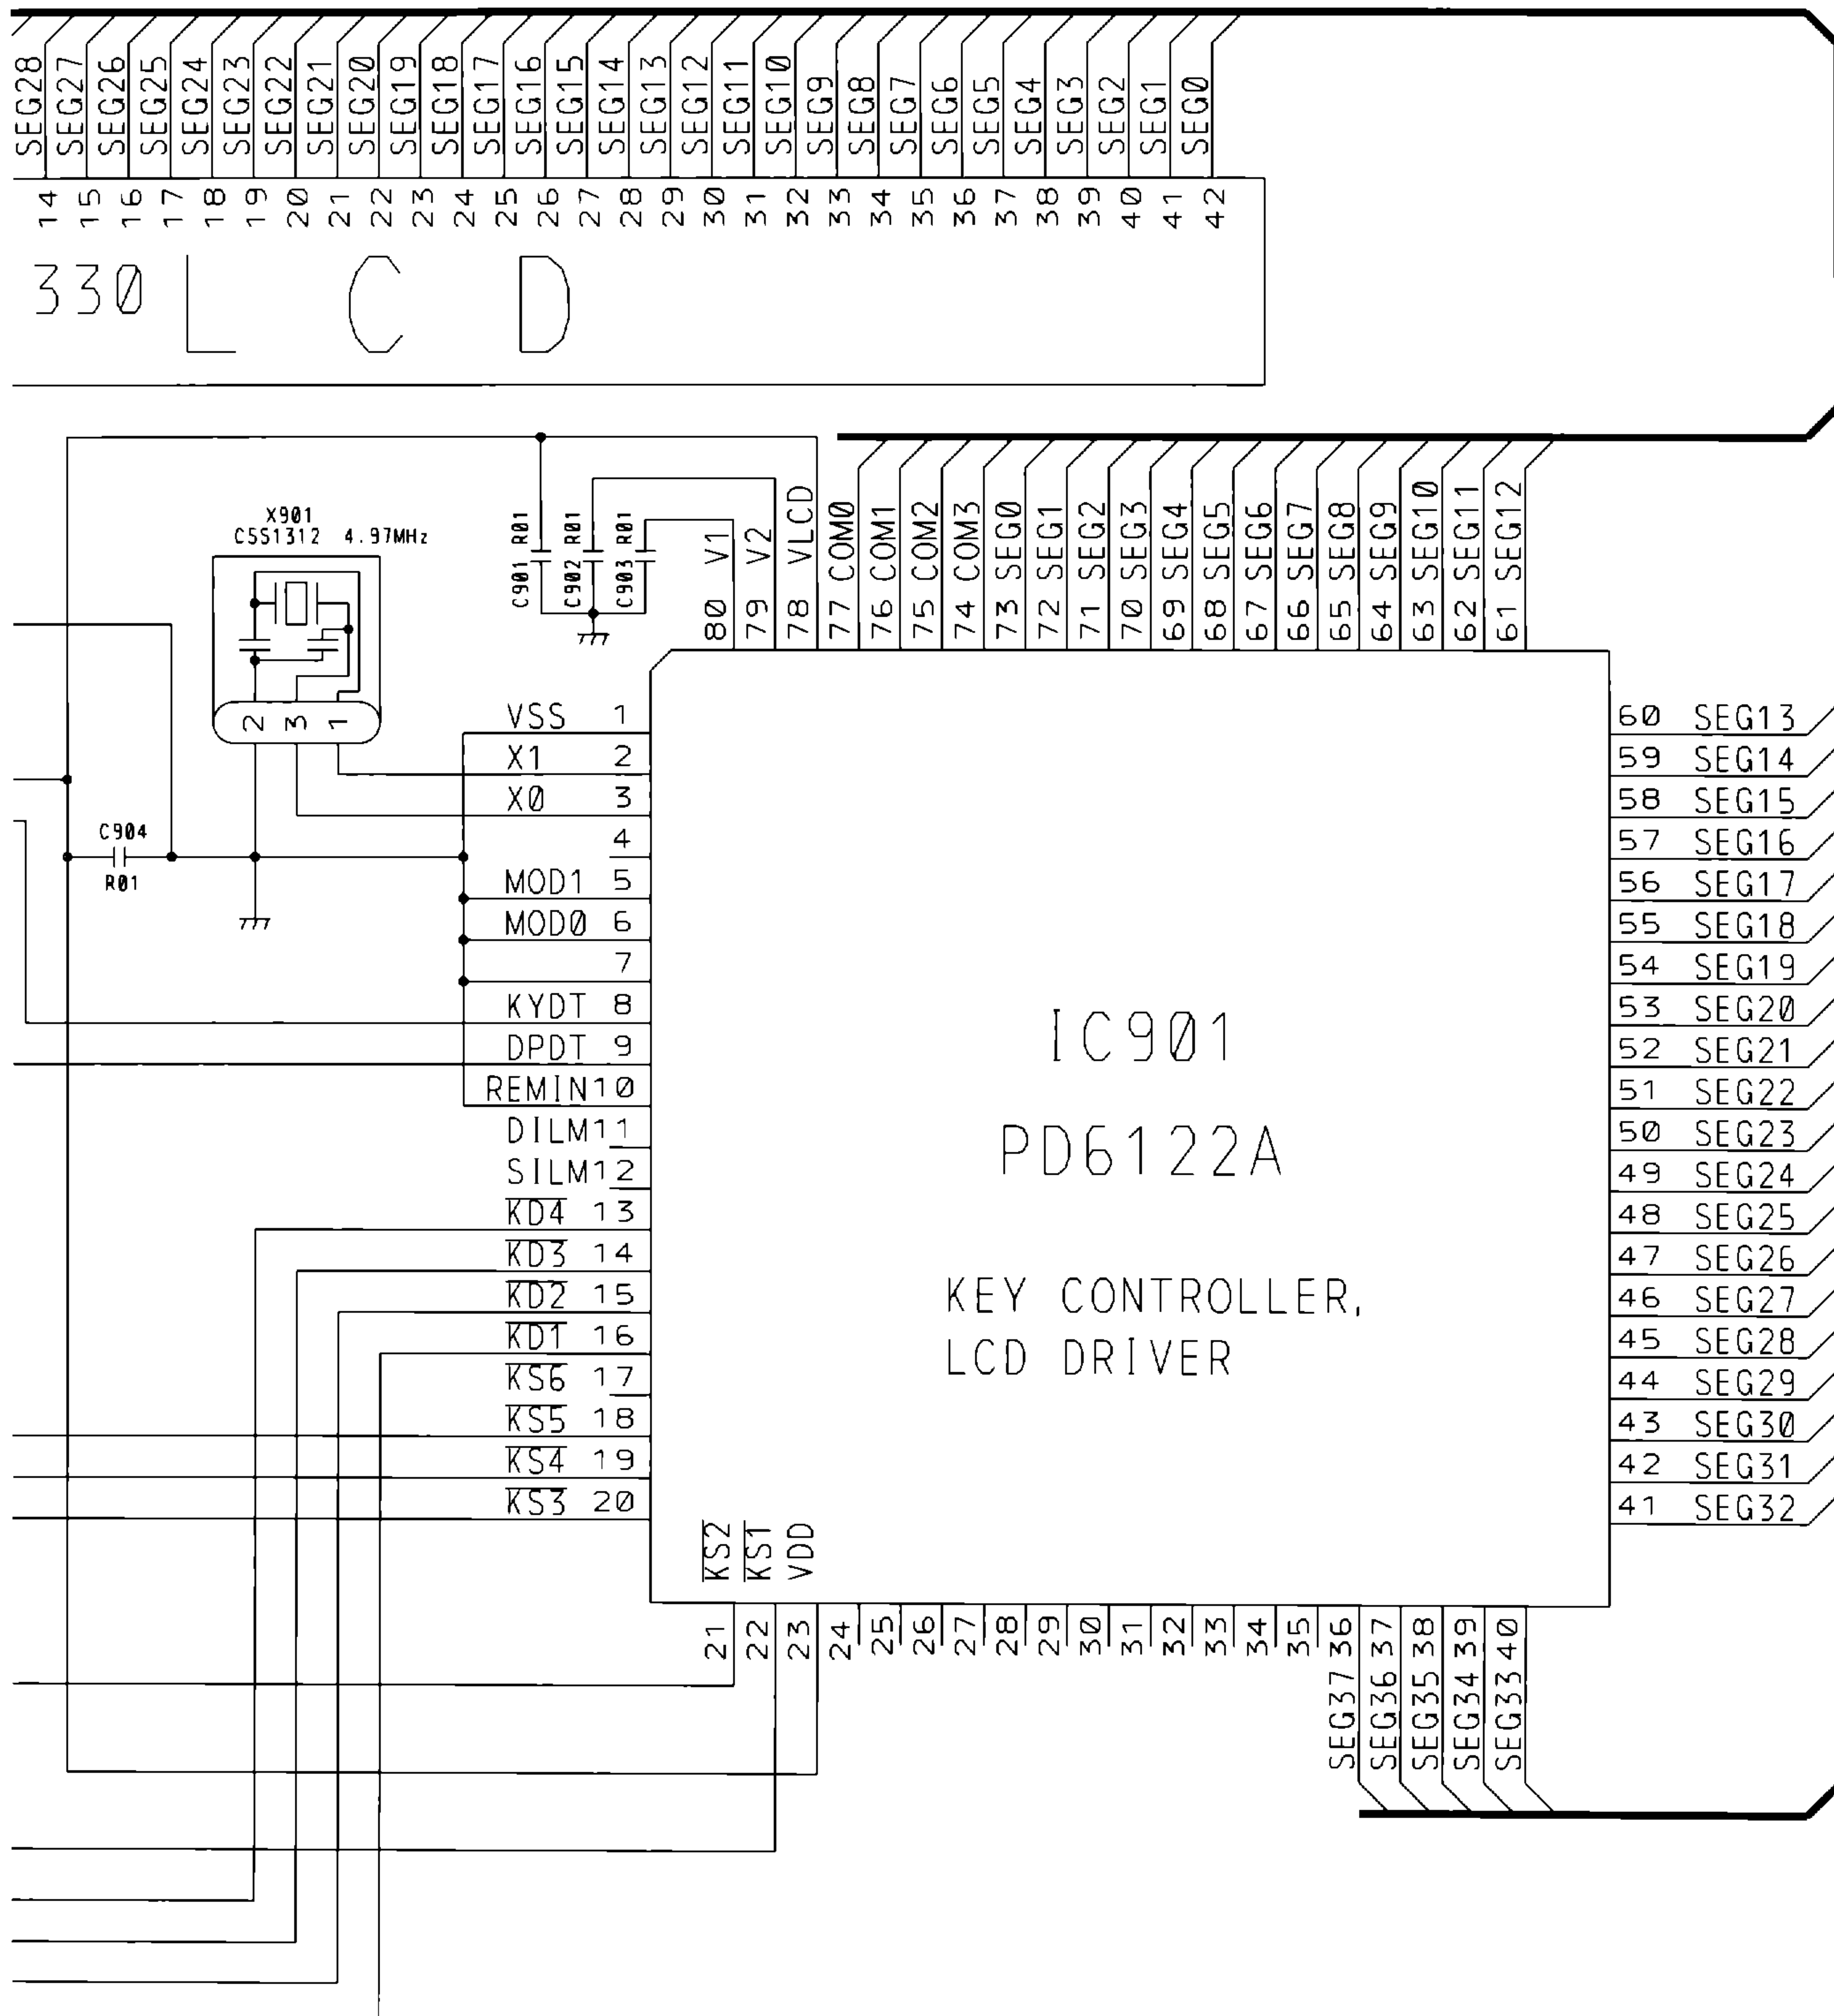 SEG28 SEG27 SEG26 SEG25 SEG24 SEG23 SEG22 SEG21 SEG20 SEG19 SEG18 SEG17 SEG16 SEG15 SEG14 SEG13 SEG12 SEG11 SEG10 SEG9 SEG8 SEG7 SEG6 SEG5 SEG4 SEG3 SEG2 SEG1 SEG0
14 15 16 17 18 19 20 21 22 23 24 25 26 27 28 29 30 31 32 33 34 35 36 37 38 39 40 41 42
330 L C D
X901
CSS1312 4.97MHz
2 3 1
C901 R01
C902 R01
C903 R01
80 V1
79 V2
78 VLCD
77 COM0
76 COM1
75 COM2
74 COM3
73 SEG0
72 SEG1
71 SEG2
70 SEG3
69 SEG4
68 SEG5
67 SEG6
66 SEG7
65 SEG8
64 SEG9
63 SEG10
62 SEG11
61 SEG12
C904
R01
VSS 1
X1 2
X0 3
4
MOD1 5
MOD0 6
7
KYDT 8
DPDT 9
REMIN 10
DILM 11
SILM 12
KD4 13
KD3 14
KD2 15
KD1 16
KS6 17
KS5 18
KS4 19
KS3 20
IC901
PD6122A
KEY CONTROLLER,
LCD DRIVER
60 SEG13
59 SEG14
58 SEG15
57 SEG16
56 SEG17
55 SEG18
54 SEG19
53 SEG20
52 SEG21
51 SEG22
50 SEG23
49 SEG24
48 SEG25
47 SEG26
46 SEG27
45 SEG28
44 SEG29
43 SEG30
42 SEG31
41 SEG32
KS2
KS1
VDD
21 22 23 24 25 26 27 28 29 30 31 32 33 34 35
SEG37 36
SEG36 37
SEG35 38
SEG34 39
SEG33 40